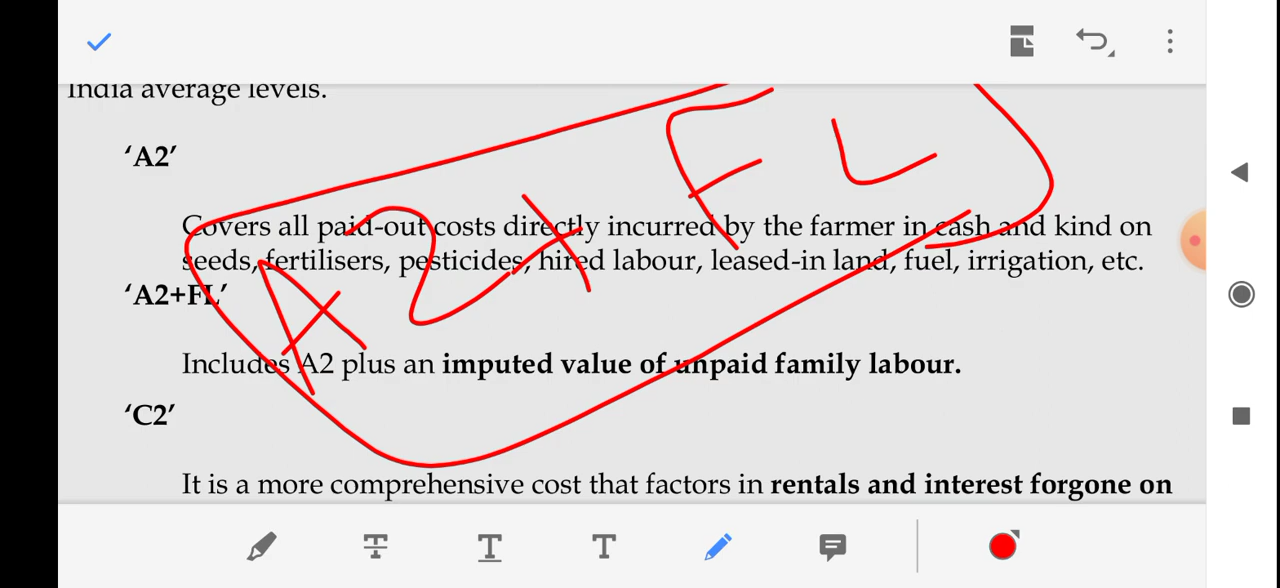 India average levels.
'A2'
Covers all paid-out costs directly incurred by the farmer in cash and kind on
seeds, fertilisers, pesticides, hired labour, leased-in land, fuel, irrigation, etc.
'A2+FL'
Includes A2 plus an imputed value of unpaid family labour.
'C2'
It is a more comprehensive cost that factors in rentals and interest forgone on
A2+ FL
T T T